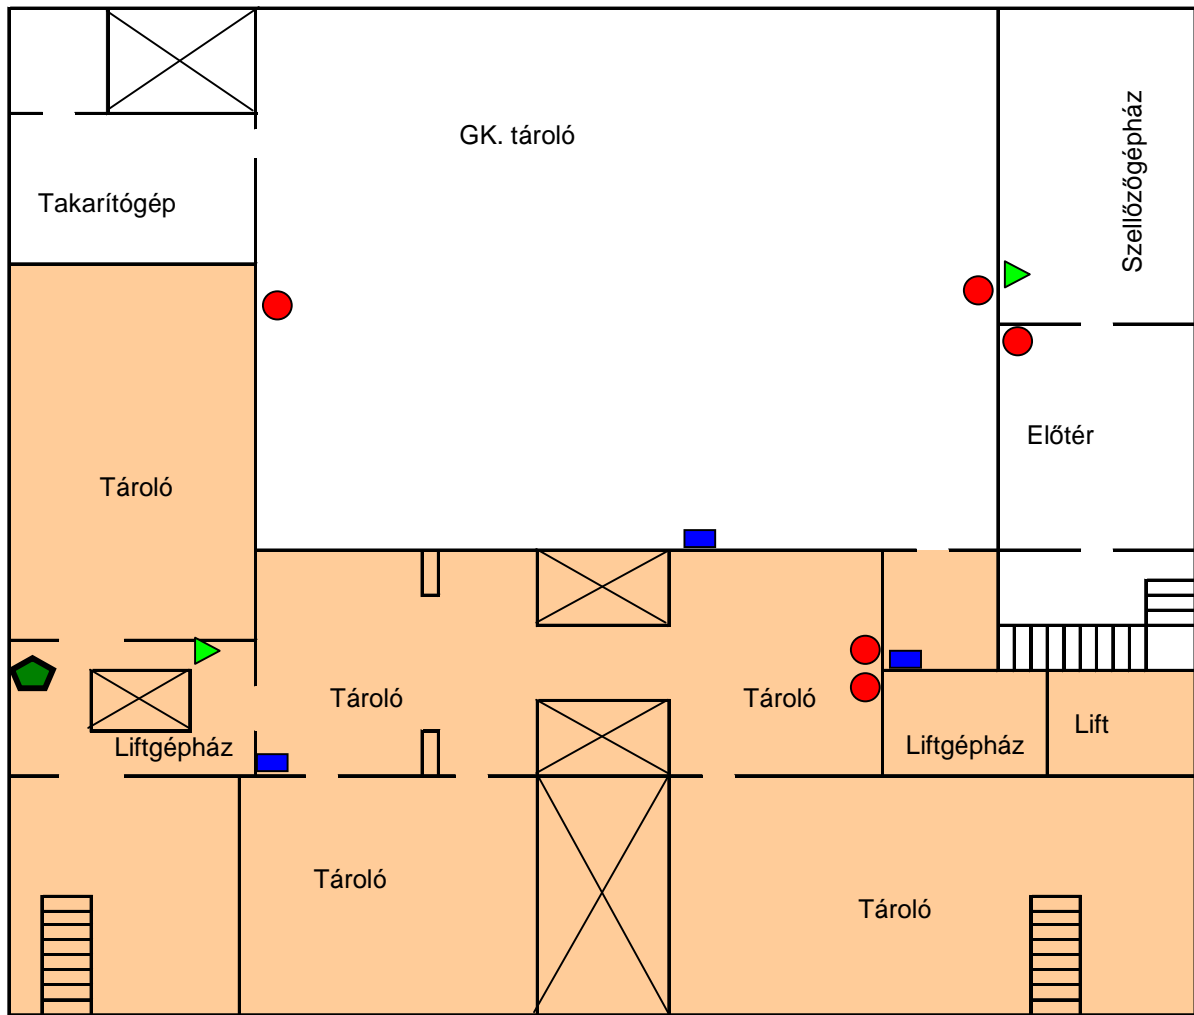 GK. tároló
Szellőzőgépház
Takarítógép
Előtér
Tároló
Tároló
Tároló
Liftgépház
Liftgépház
Lift
Tároló
Tároló